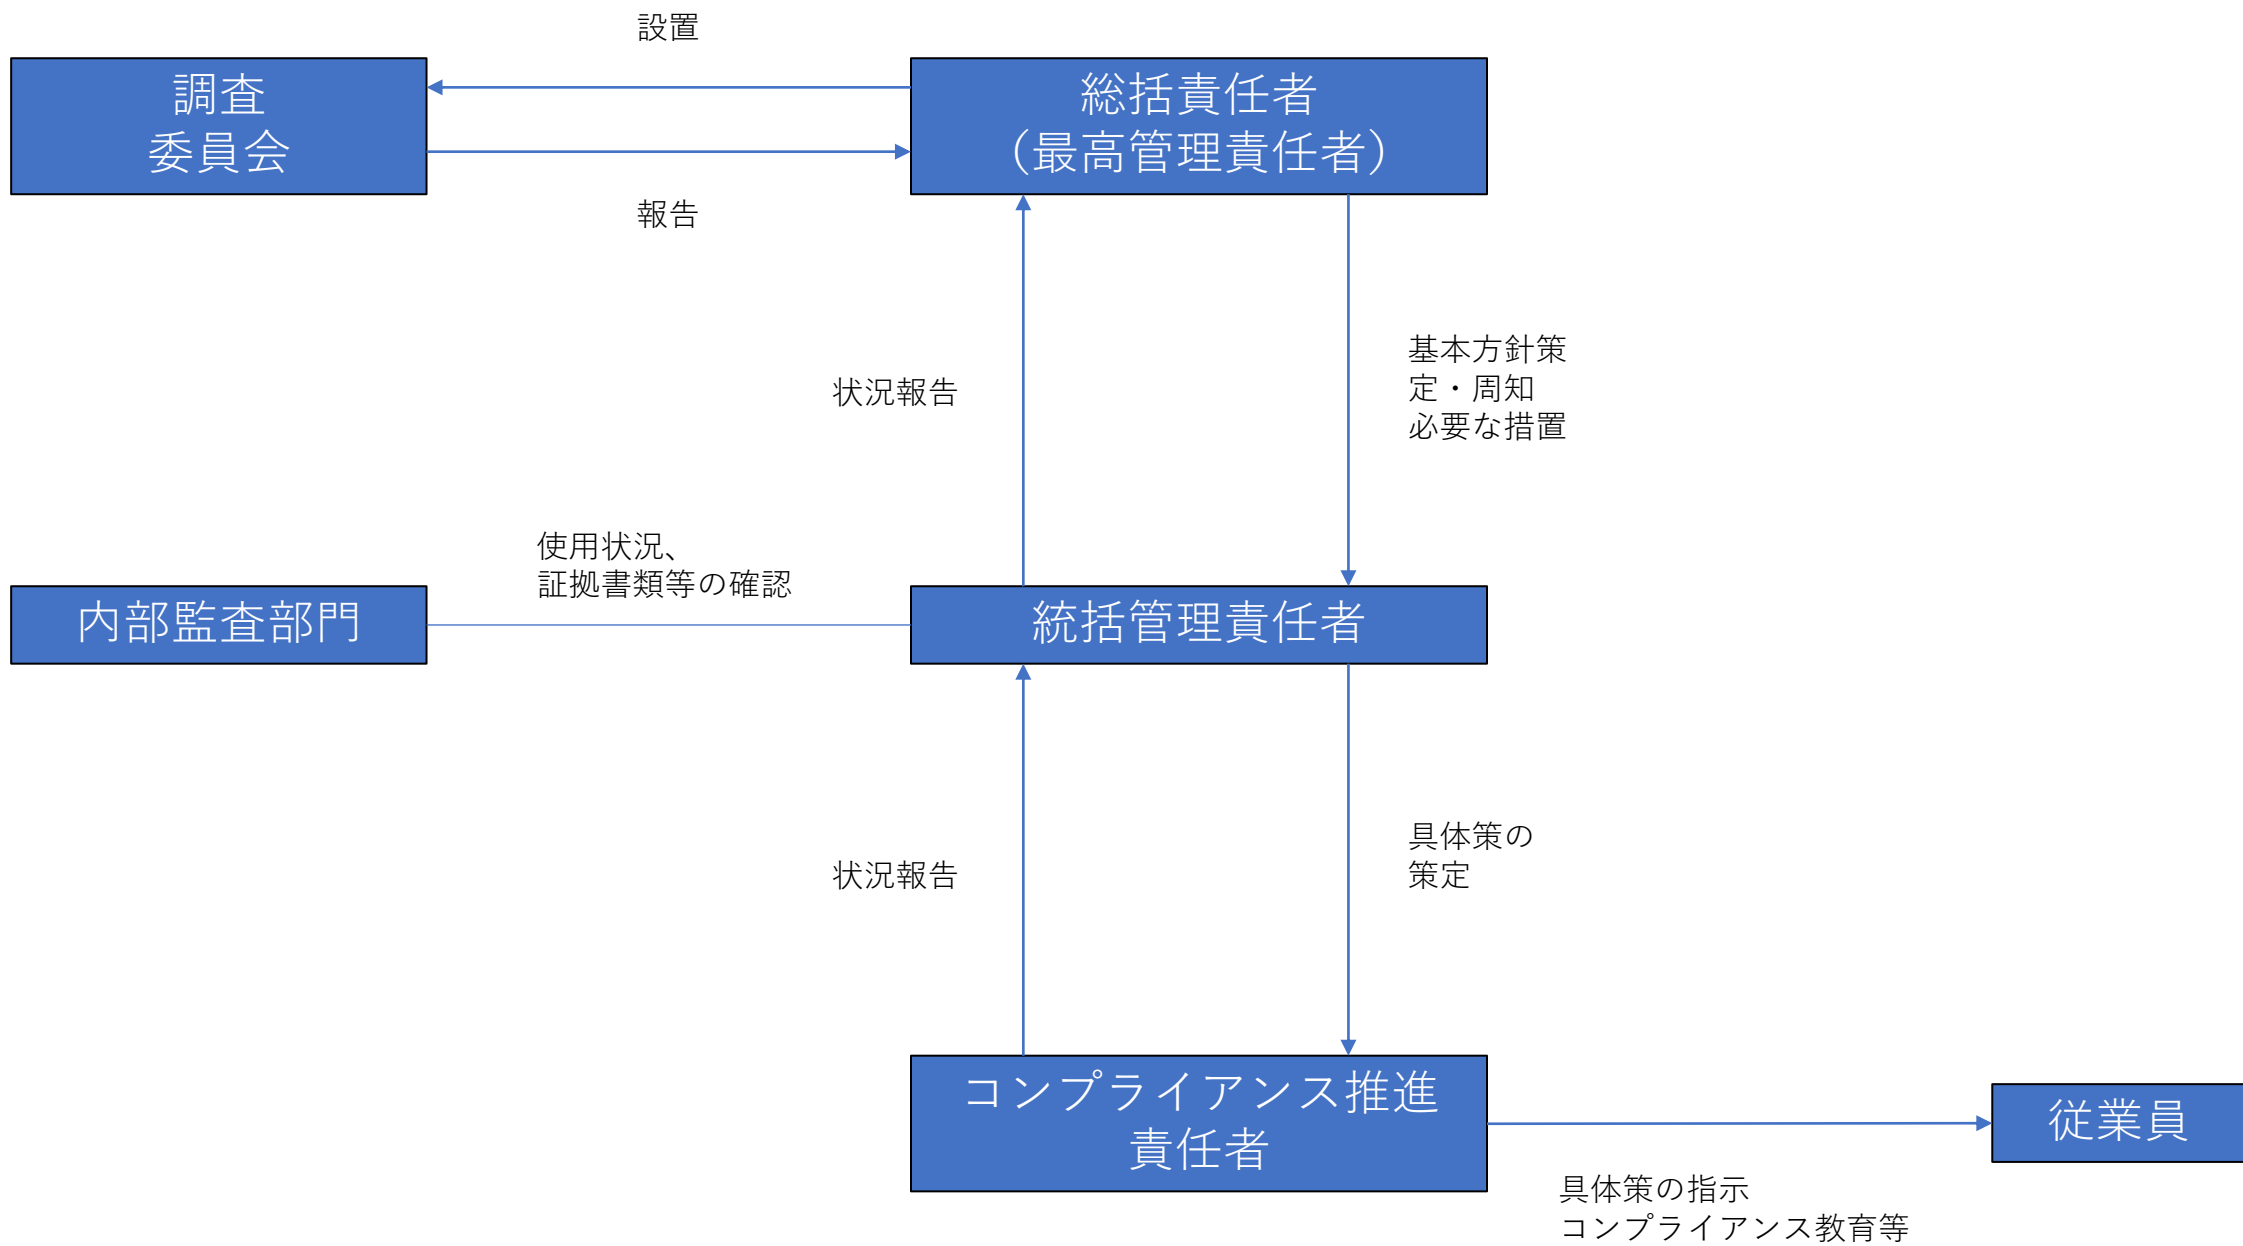 設置
調査
委員会
総括責任者
（最高管理責任者）
報告
状況報告
基本方針策
定・周知
必要な措置
使用状況、
証拠書類等の確認
内部監査部門
統括管理責任者
状況報告
具体策の
策定
コンプライアンス推進
責任者
従業員
具体策の指示
コンプライアンス教育等